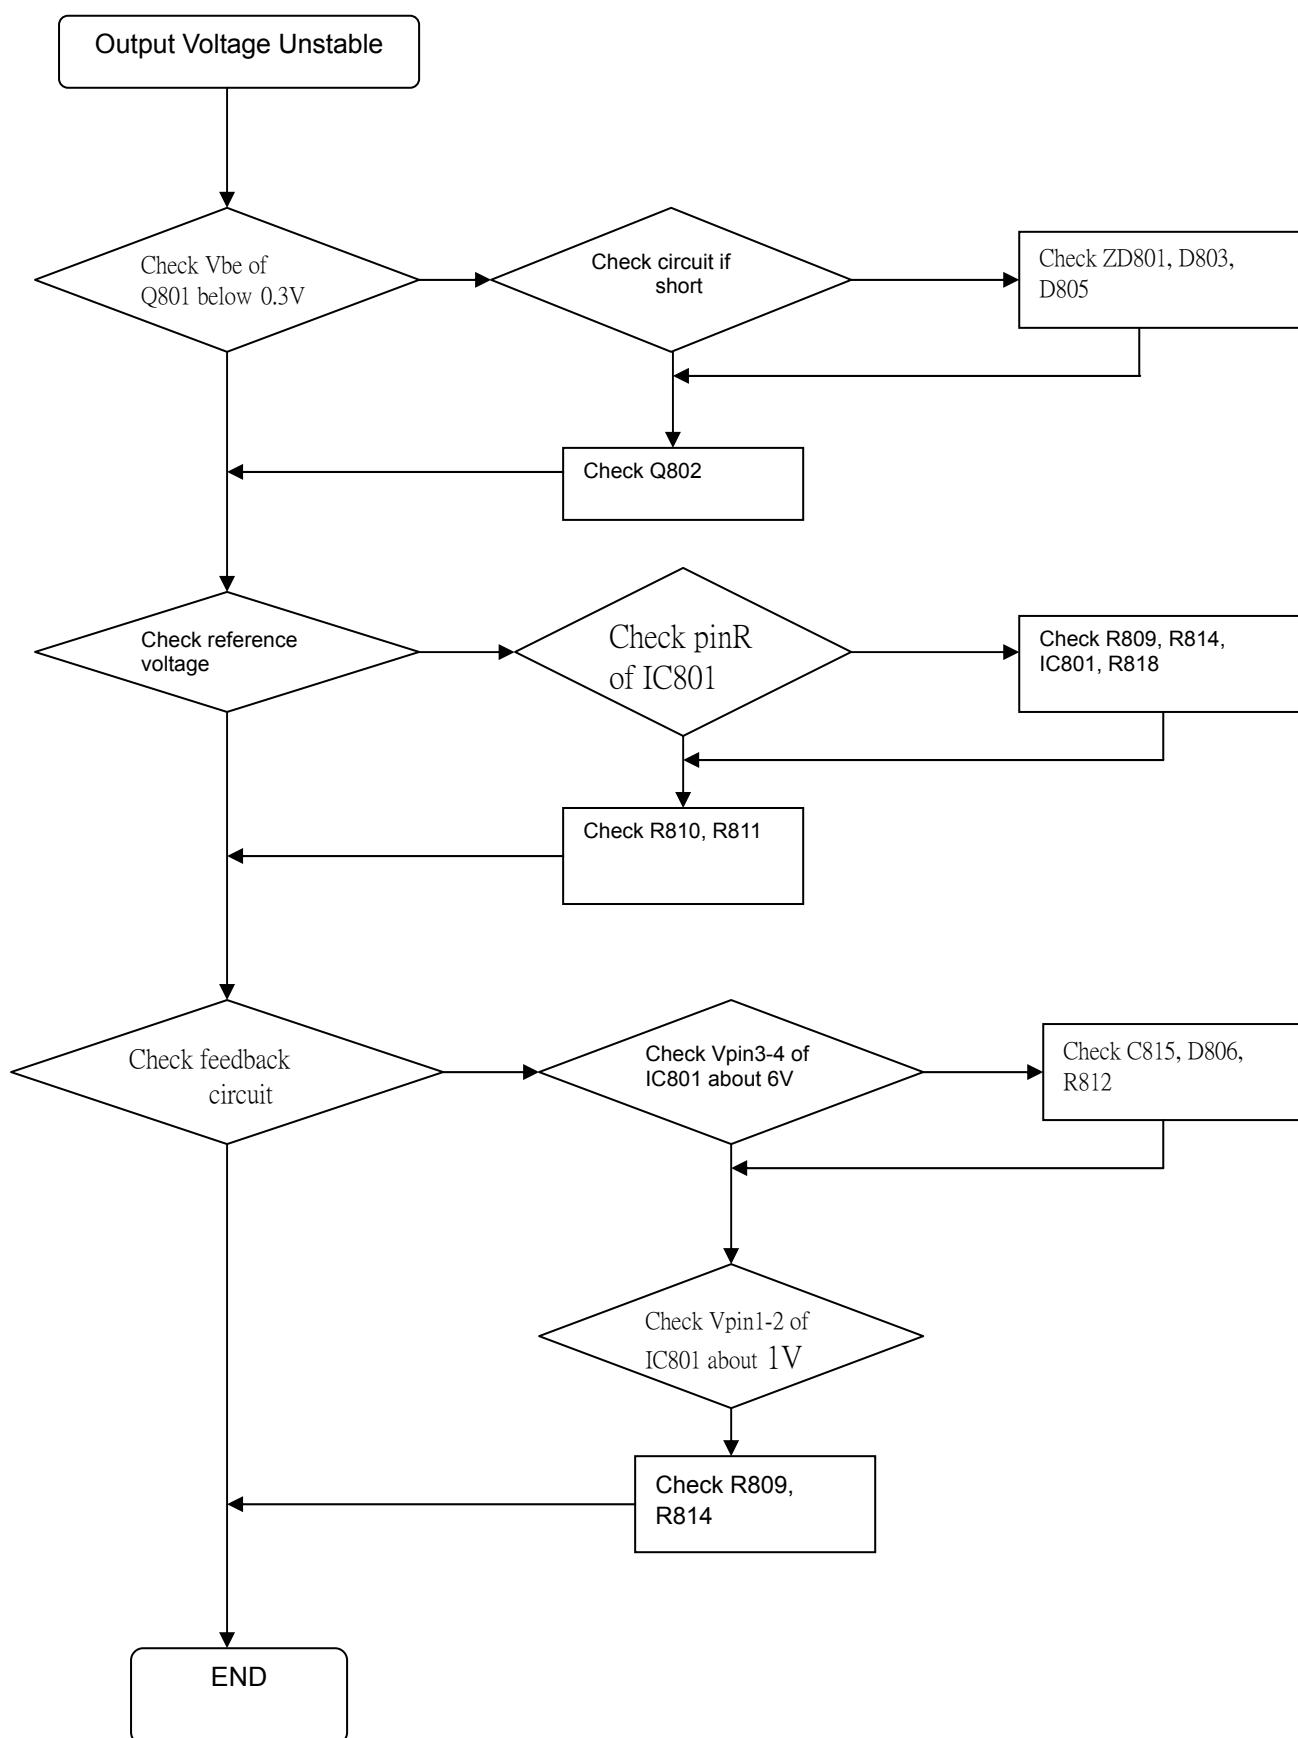 Output Voltage Unstable
Check Vbe of
Q801 below 0.3V
Check circuit if
short
Check ZD801, D803,
D805
Check Q802
Check reference
voltage
Check pinR
of IC801
Check R809, R814,
IC801, R818
Check R810, R811
Check feedback
circuit
Check Vpin3-4 of
IC801 about 6V
Check C815, D806,
R812
Check Vpin1-2 of
IC801 about 1V
Check R809,
R814
END